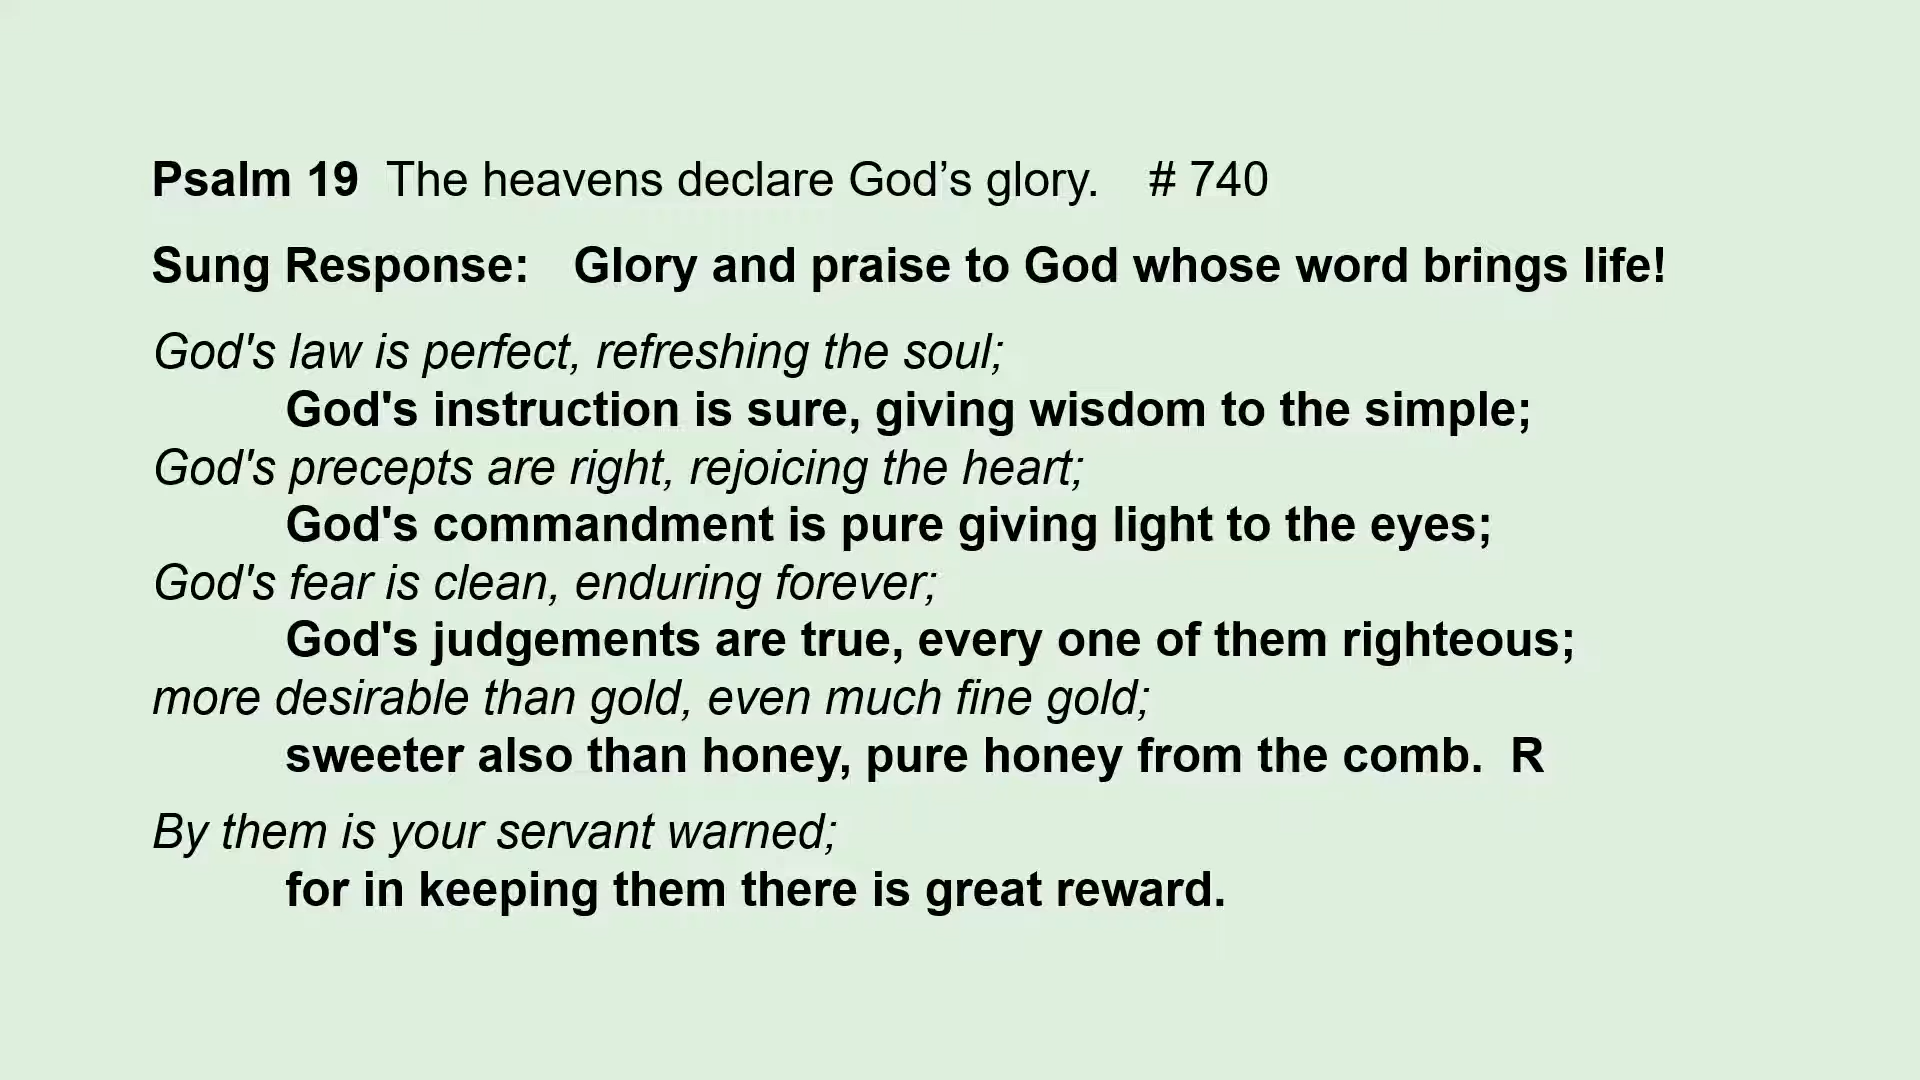 Psalm 19 The heavens declare God’s glory. # 740
Sung Response: Glory and praise to God whose word brings life!
God's law is perfect, refreshing the soul;
God's instruction is sure, giving wisdom to the simple;
God's precepts are right, rejoicing the heart;
God's commandment is pure giving light to the eyes;
God's fear is clean, enduring forever;
God's judgements are true, every one of them righteous;
more desirable than gold, even much fine gold;
sweeter also than honey, pure honey from the comb. R
By them is your servant warned;
for in keeping them there is great reward.